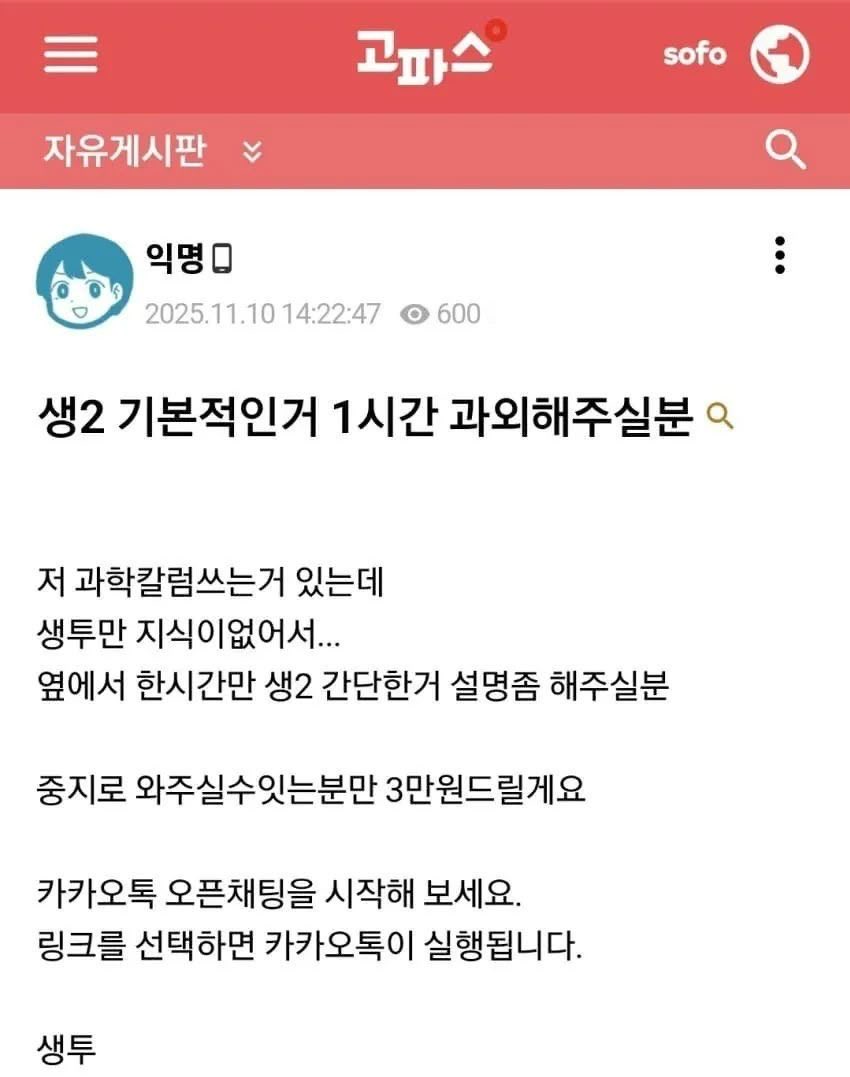 고파스
sofo
자유게시판
익명
2025.11.10 14:22:47 600
생2 기본적인거 1시간 과외해주실분
저 과학칼럼쓰는거 있는데
생투만 지식이없어서...
옆에서 한시간만 생2 간단한거 설명좀 해주실분
중지로 와주실수잇는분만 3만원드릴게요
카카오톡 오픈채팅을 시작해 보세요.
링크를 선택하면 카카오톡이 실행됩니다.
생투